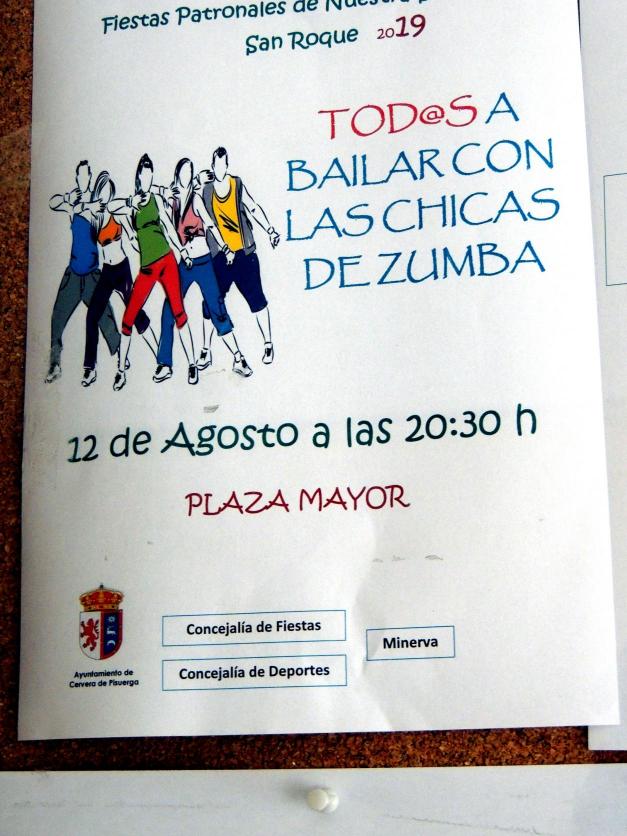 Fiestas Patronales de Nuestra
San Roque 2019
TOD@S A
BAILAR CON
LAS CHICAS
DE ZUMBA
12 de Agosto a las 20:30 h
PLAZA MAYOR
Concejalía de Fiestas
Minerva
Concejalía de Deportes
Ayuntamiento de
Cervera de Pisuerga